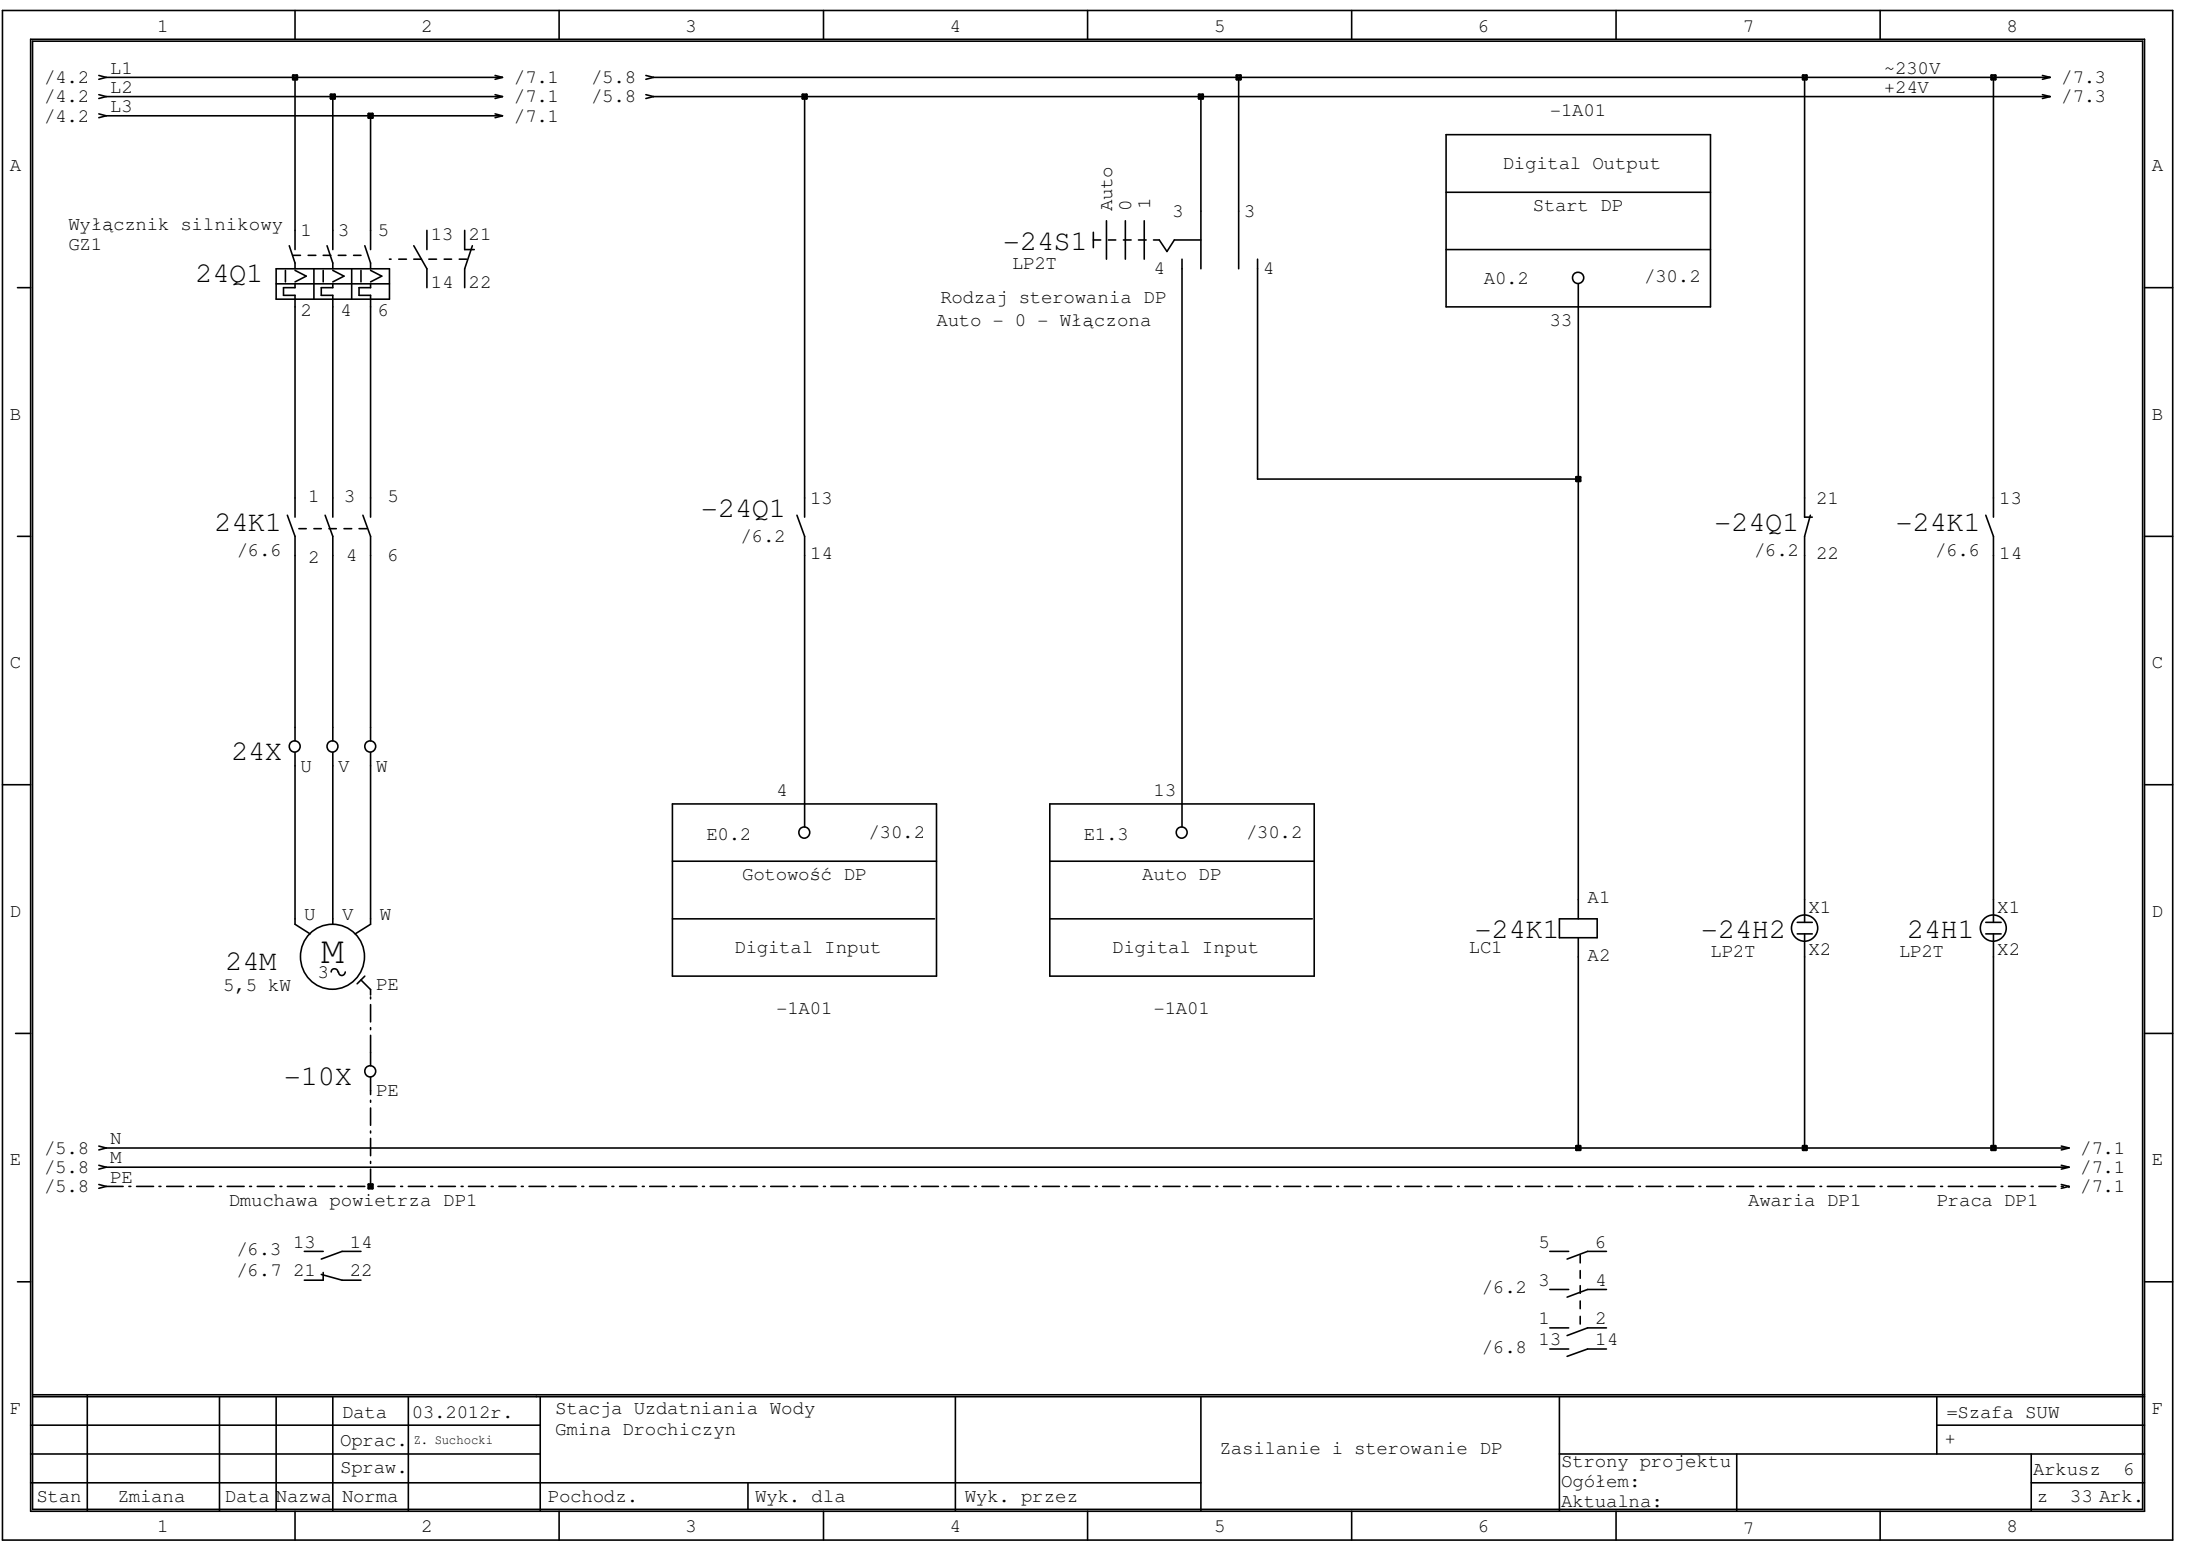 1 2 3 4 5 6 7 8
/4.2 L1 /7.1 /5.8 ~230V /7.3
/4.2 L2 /7.1 /5.8 +24V /7.3
/4.2 L3 /7.1
-1A01
A A
Digital Output
Start DP
A0.2 /30.2
33
Wyłącznik silnikowy
GZ1
24Q1
1 3 5 13 21
2 4 6 14 22
Auto
0
1
3 3
-24S1
LP2T
4 4
Rodzaj sterowania DP
Auto - 0 - Włączona
B B
24K1
/6.6
1 3 5
2 4 6
-24Q1
/6.2
13
14
-24Q1
/6.2
21
22
-24K1
/6.6
13
14
C C
24X
U V W
4
E0.2 /30.2
Gotowość DP
Digital Input
-1A01
13
E1.3 /30.2
Auto DP
Digital Input
-1A01
D D
U V W
24M
5,5 kW
M
3~
PE
-24K1
LC1
A1
A2
-24H2
LP2T
X1
X2
24H1
LP2T
X1
X2
-10X
PE
E E
/5.8 N /7.1
/5.8 M /7.1
/5.8 PE /7.1
Dmuchawa powietrza DP1
Awaria DP1
Praca DP1
/6.3 13 14
/6.7 21 22
5 6
/6.2 3 4
1 2
/6.8 13 14
F F
Data 03.2012r.
Oprac. Z. Suchocki
Spraw.
Stan Zmiana Data Nazwa Norma
Stacja Uzdatniania Wody
Gmina Drochiczyn
Pochodz. Wyk. dla Wyk. przez
Zasilanie i sterowanie DP
Strony projektu
Ogółem:
Aktualna:
=Szafa SUW
+
Arkusz 6
z 33 Ark.
1 2 3 4 5 6 7 8